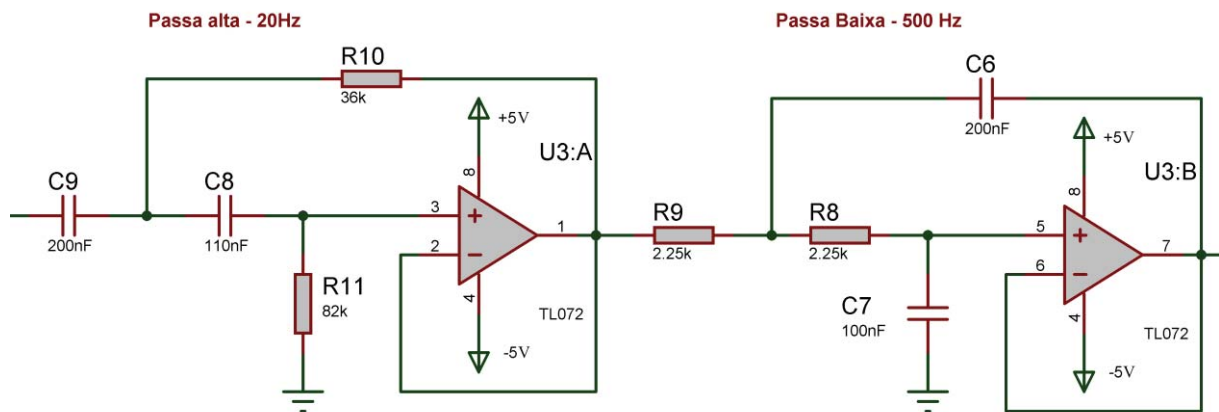 Passa alta - 20Hz
Passa Baixa - 500 Hz
R10
36k
C6
200nF
+5V
+5V
U3:A
U3:B
8
8
C9
200nF
C8
110nF
3
2
1
4
R9
2.25k
R8
2.25k
5
6
7
4
R11
82k
TL072
C7
100nF
TL072
-5V
-5V